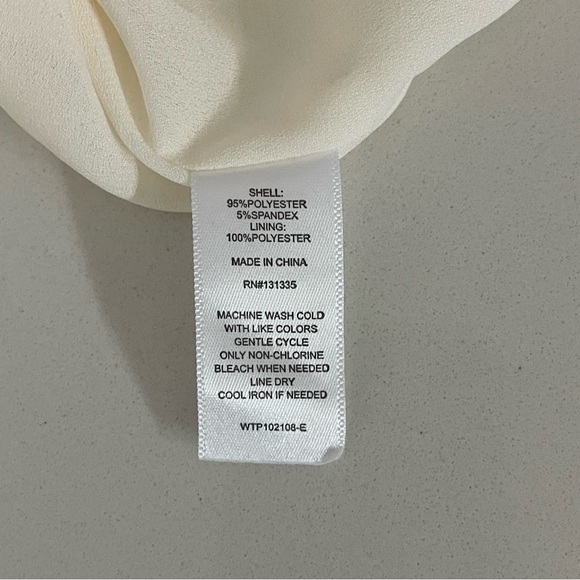 SHELL:
95%POLYESTER
5%SPANDEX
LINING:
100%POLYESTER
MADE IN CHINA
RN#131335
MACHINE WASH COLD
WITH LIKE COLORS
GENTLE CYCLE
ONLY NON-CHLORINE
BLEACH WHEN NEEDED
LINE DRY
COOL IRON IF NEEDED
WTP102108-E